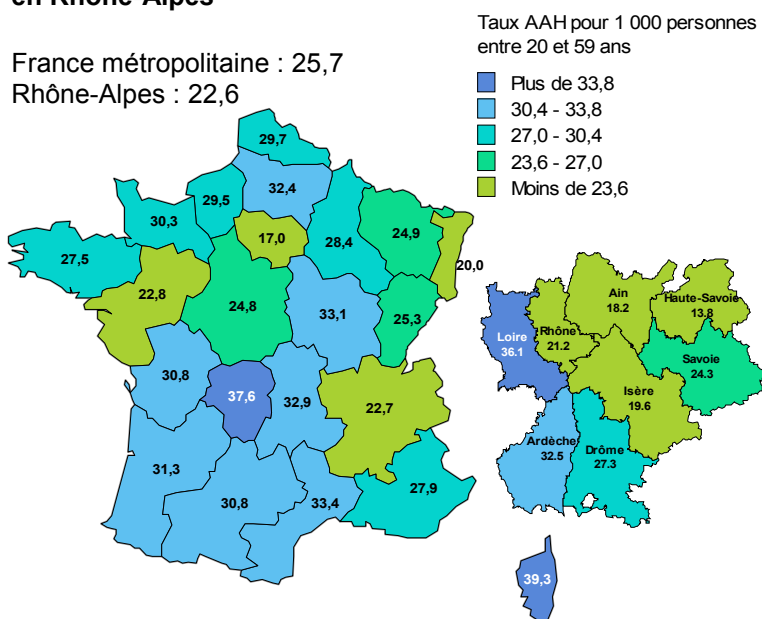 en Rhône-Alpes
France métropolitaine : 25,7
Rhône-Alpes : 22,6
Taux AAH pour 1 000 personnes
entre 20 et 59 ans
Plus de 33,8
30,4 - 33,8
27,0 - 30,4
23,6 - 27,0
Moins de 23,6
29,7
32,4
29,5
30,3
17,0
28,4
24,9
20,0
27,5
22,8
24,8
33,1
25,3
30,8
37,6
32,9
22,7
31,3
30,8
33,4
27,9
39,3
Loire
36.1
Rhône
21.2
Ain
18.2
Haute-Savoie
13.8
Savoie
24.3
Isère
19.6
Ardèche
32.5
Drôme
27.3